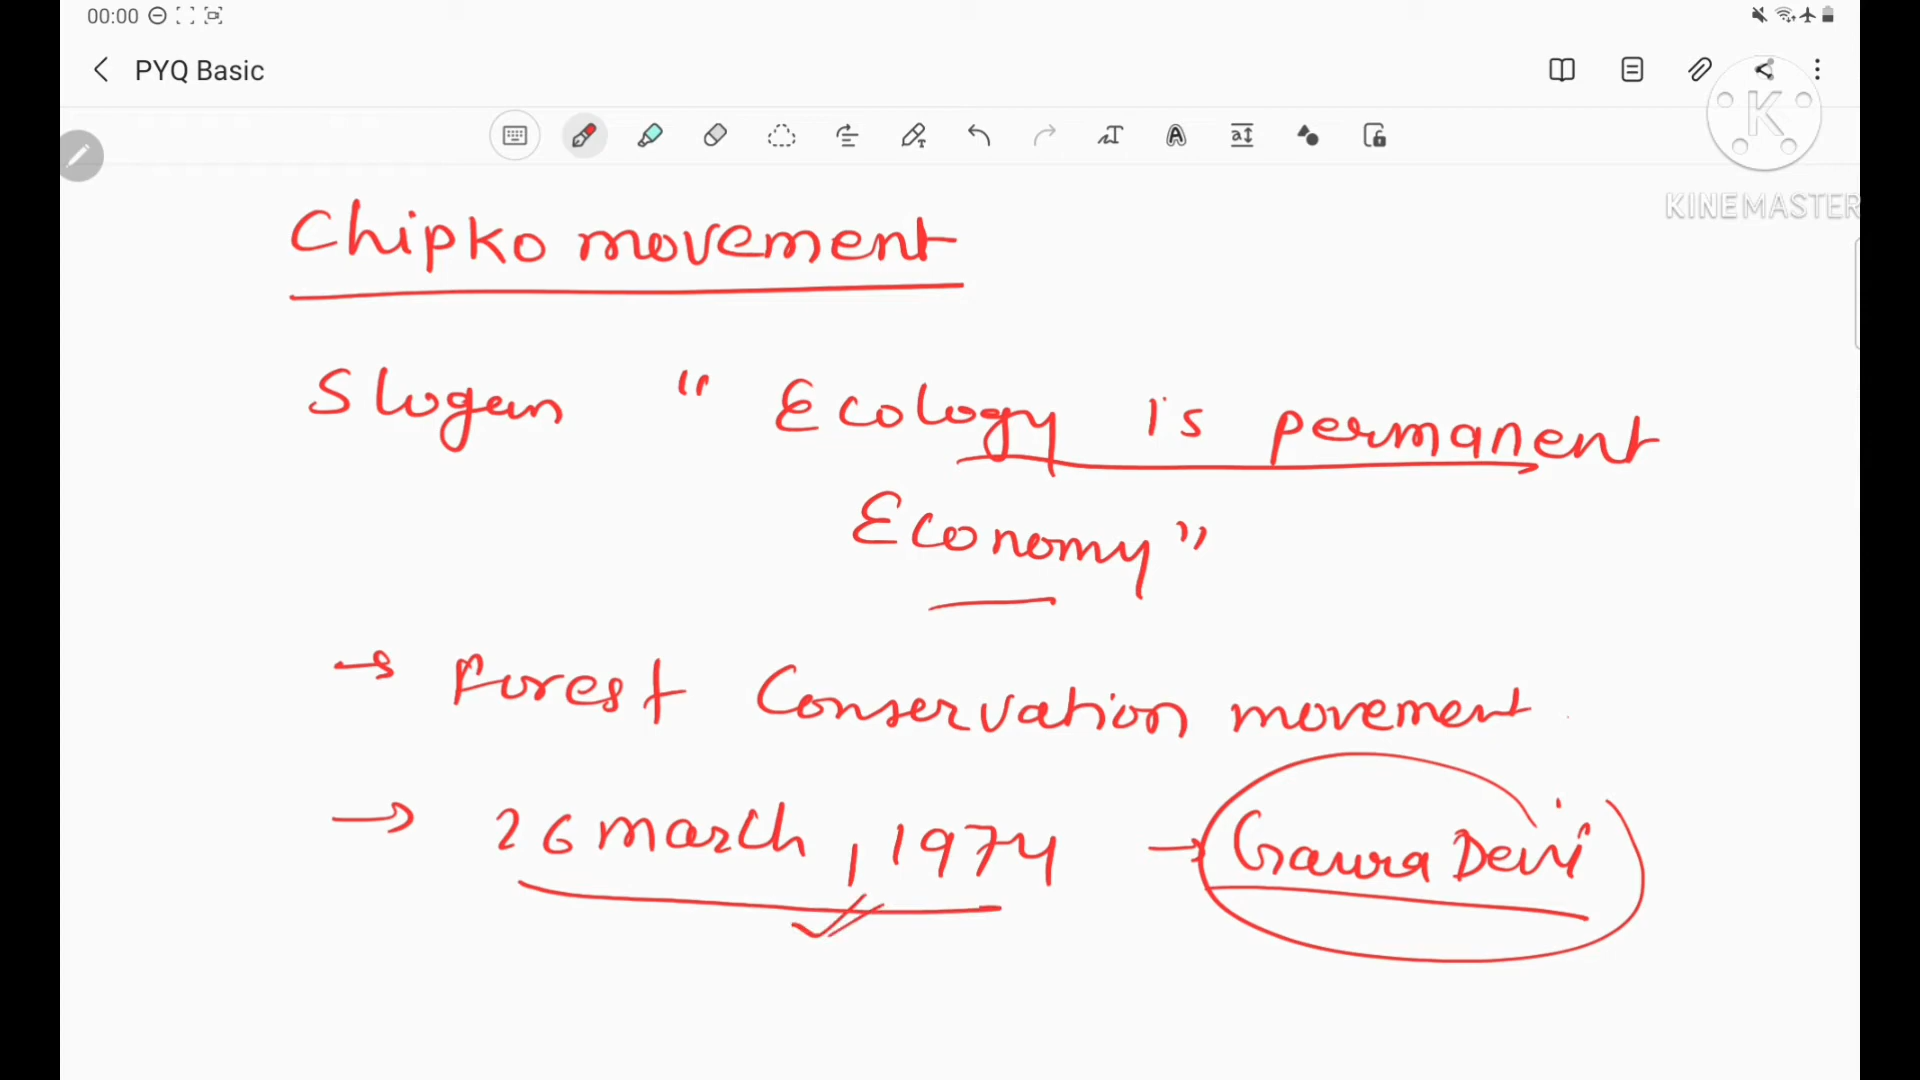 00:00
PYQ Basic
KINEMASTER
Chipko movement
Slogan " Ecology is permanent
Economy"
→ Forest Conservation movement
→ 26 march, 1974 → Gaura Devi